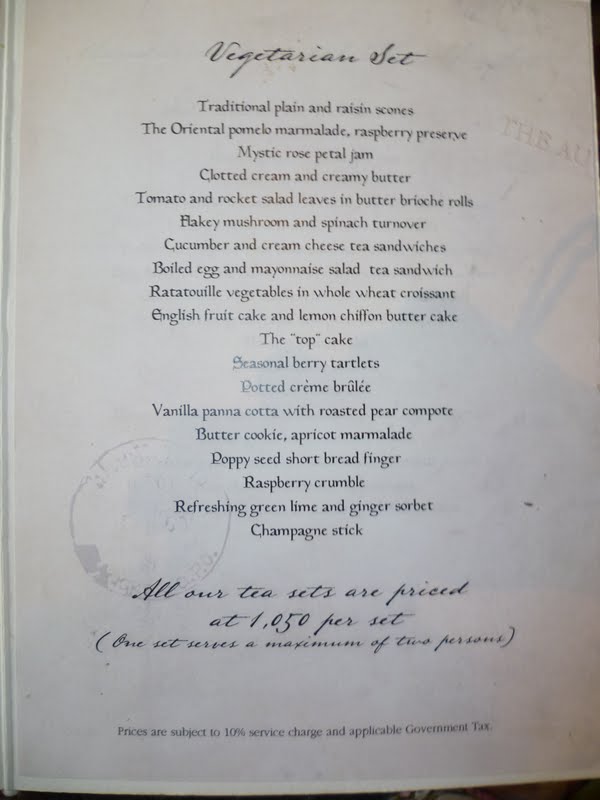 Vegetarian Set
Traditional plain and raisin scones
The Oriental pomelo marmalade, raspberry preserve
Mystic rose petal jam
Clotted cream and creamy butter
Tomato and rocket salad leaves in butter brioche rolls
Flakey mushroom and spinach turnover
Cucumber and cream cheese tea sandwiches
Boiled egg and mayonnaise salad tea sandwich
Ratatouille vegetables in whole wheat croissant
English fruit cake and lemon chiffon butter cake
The "top" cake
Seasonal berry tartlets
Potted crème brûlée
Vanilla panna cotta with roasted pear compote
Butter cookie, apricot marmalade
Poppy seed short bread finger
Raspberry crumble
Refreshing green lime and ginger sorbet
Champagne stick
All our tea sets are priced
at 1,050 per set
(One set serves a maximum of two persons)
Prices are subject to 10% service charge and applicable Government Tax.
THE AU